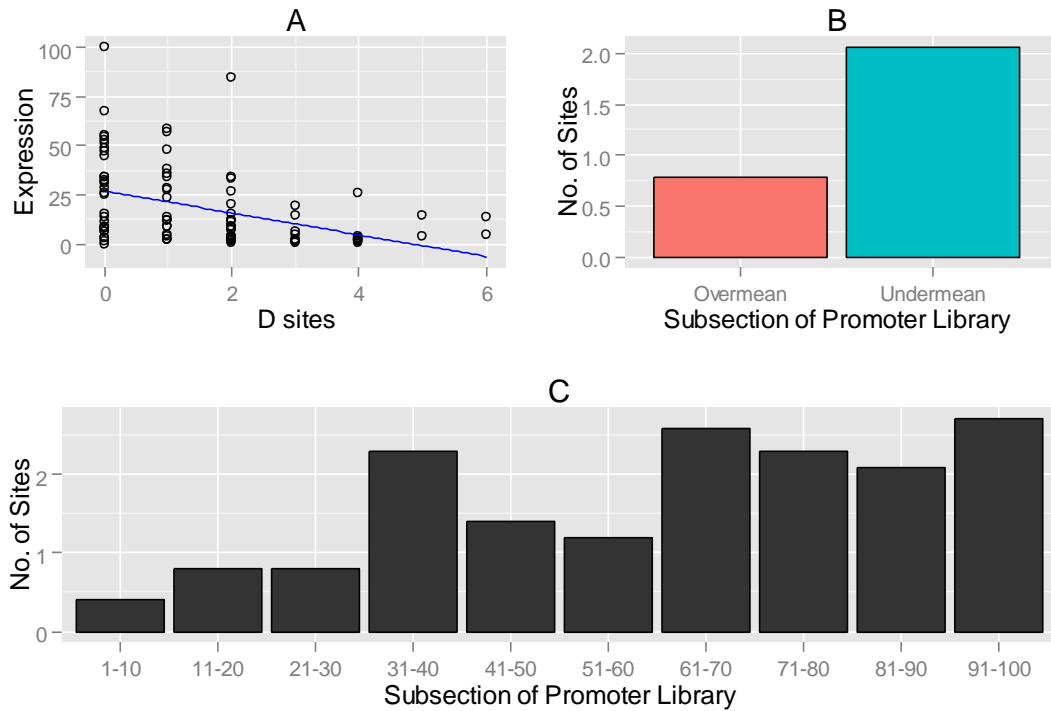 A
Expression
100
75
50
25
0
0 2 4 6
D sites
B
No. of Sites
2.0
1.5
1.0
0.5
0.0
Overmean Undermean
Subsection of Promoter Library
C
No. of Sites
2
1
0
1-10 11-20 21-30 31-40 41-50 51-60 61-70 71-80 81-90 91-100
Subsection of Promoter Library